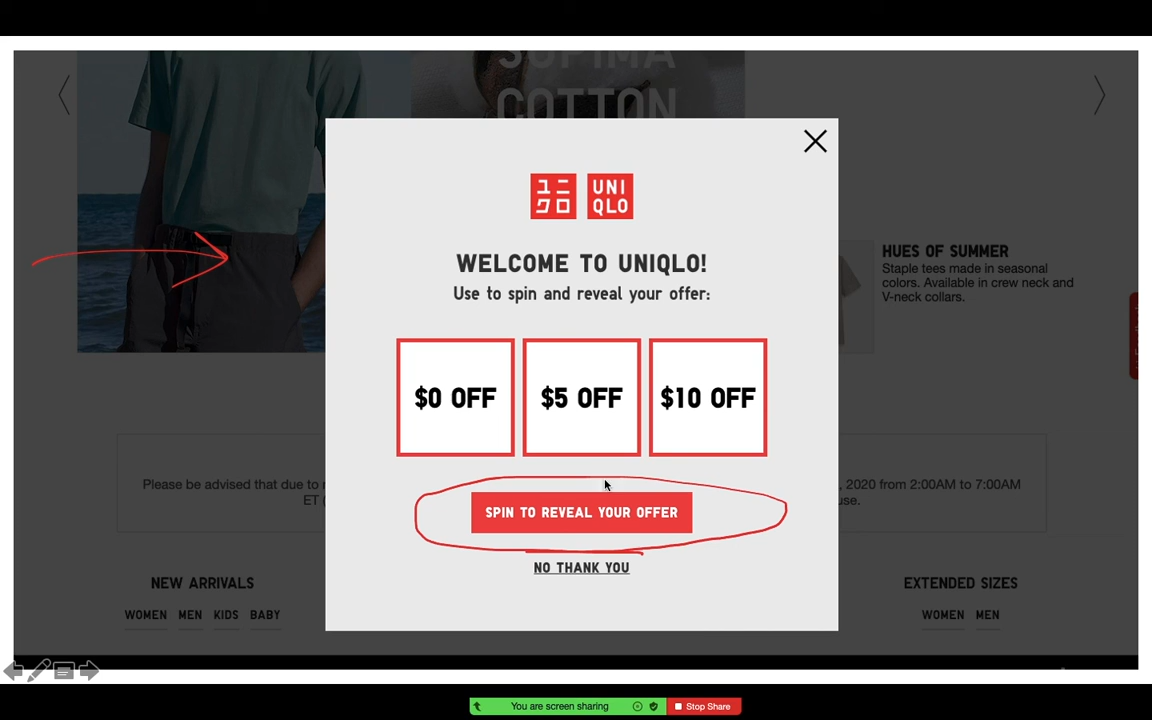 SUPIMA
COTTON
ユニ
クロ
UNI
QLO
WELCOME TO UNIQLO!
Use to spin and reveal your offer:
$0 OFF
$5 OFF
$10 OFF
SPIN TO REVEAL YOUR OFFER
NO THANK YOU
HUES OF SUMMER
Staple tees made in seasonal
colors. Available in crew neck and
V-neck collars.
Please be advised that due to
, 2020 from 2:00AM to 7:00AM
ET (
NEW ARRIVALS
WOMEN MEN KIDS BABY
EXTENDED SIZES
WOMEN MEN
You are screen sharing
Stop Share